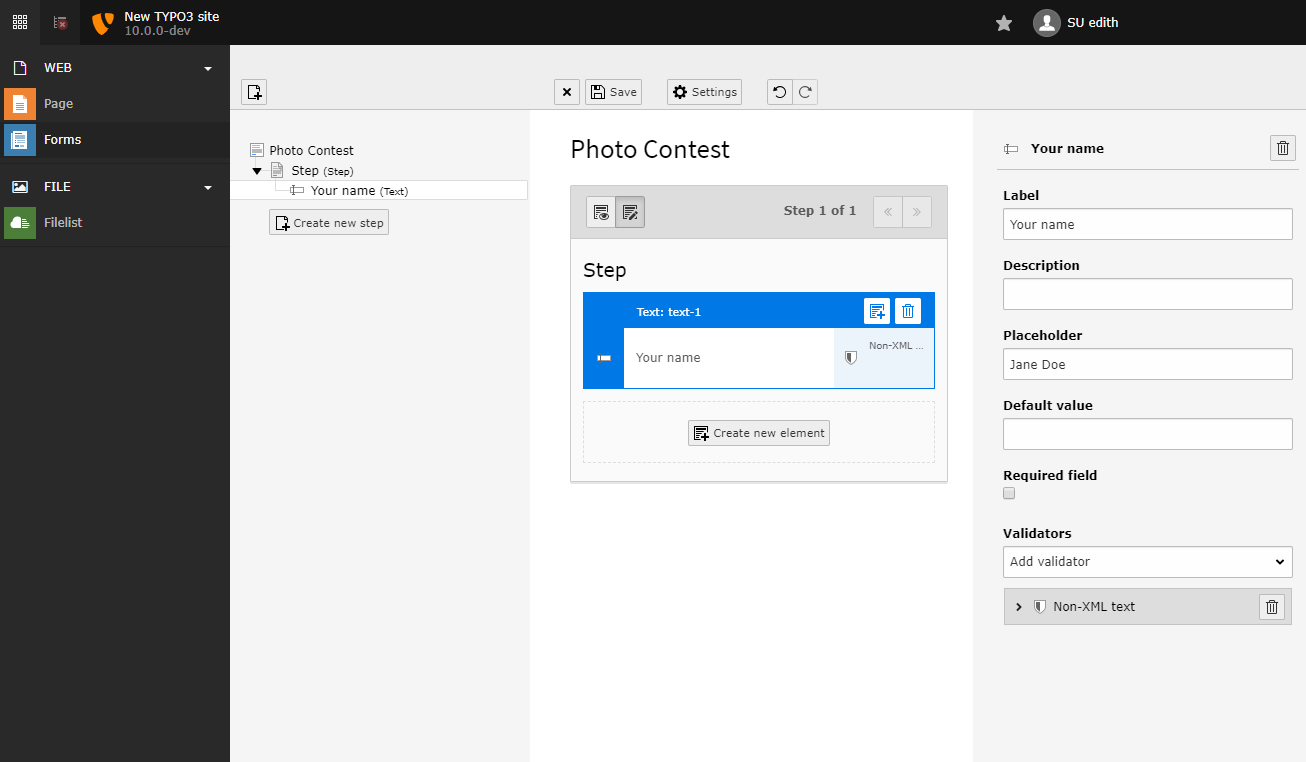 New TYPO3 site
10.0.0-dev
SU edith
WEB
Page
Forms
FILE
Filelist
Save
Settings
Photo Contest
Step (Step)
Your name (Text)
Create new step
Photo Contest
Step 1 of 1
« »
Step
Text: text-1
Your name
Non-XML ...
Create new element
Your name
Label
Your name
Description
Placeholder
Jane Doe
Default value
Required field
Validators
Add validator
Non-XML text